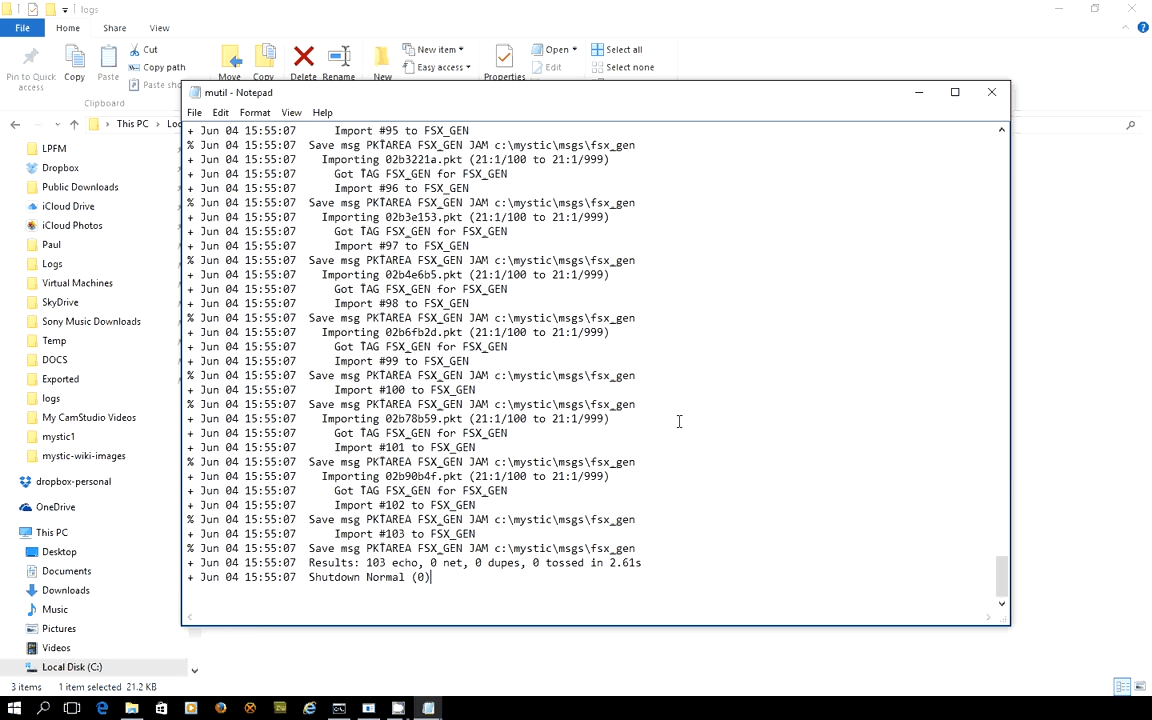 logs
File
Home
Share
View
Pin to Quick
access
Copy
Paste
Cut
Copy path
Paste sho
Clipboard
Move
Copy
Delete
Rename
New
New item
Easy access
Properties
Open
Edit
Select all
Select none
This PC
Loc
mutil - Notepad
File Edit Format View Help
+ Jun 04 15:55:07      Import #95 to FSX_GEN
% Jun 04 15:55:07  Save msg PKTAREA FSX_GEN JAM c:\mystic\msgs\fsx_gen
+ Jun 04 15:55:07    Importing 02b3221a.pkt (21:1/100 to 21:1/999)
+ Jun 04 15:55:07      Got TAG FSX_GEN for FSX_GEN
+ Jun 04 15:55:07      Import #96 to FSX_GEN
% Jun 04 15:55:07  Save msg PKTAREA FSX_GEN JAM c:\mystic\msgs\fsx_gen
+ Jun 04 15:55:07    Importing 02b3e153.pkt (21:1/100 to 21:1/999)
+ Jun 04 15:55:07      Got TAG FSX_GEN for FSX_GEN
+ Jun 04 15:55:07      Import #97 to FSX_GEN
% Jun 04 15:55:07  Save msg PKTAREA FSX_GEN JAM c:\mystic\msgs\fsx_gen
+ Jun 04 15:55:07    Importing 02b4e6b5.pkt (21:1/100 to 21:1/999)
+ Jun 04 15:55:07      Got TAG FSX_GEN for FSX_GEN
+ Jun 04 15:55:07      Import #98 to FSX_GEN
% Jun 04 15:55:07  Save msg PKTAREA FSX_GEN JAM c:\mystic\msgs\fsx_gen
+ Jun 04 15:55:07    Importing 02b6fb2d.pkt (21:1/100 to 21:1/999)
+ Jun 04 15:55:07      Got TAG FSX_GEN for FSX_GEN
+ Jun 04 15:55:07      Import #99 to FSX_GEN
% Jun 04 15:55:07  Save msg PKTAREA FSX_GEN JAM c:\mystic\msgs\fsx_gen
+ Jun 04 15:55:07      Import #100 to FSX_GEN
% Jun 04 15:55:07  Save msg PKTAREA FSX_GEN JAM c:\mystic\msgs\fsx_gen
+ Jun 04 15:55:07    Importing 02b78b59.pkt (21:1/100 to 21:1/999)
+ Jun 04 15:55:07      Got TAG FSX_GEN for FSX_GEN
+ Jun 04 15:55:07      Import #101 to FSX_GEN
% Jun 04 15:55:07  Save msg PKTAREA FSX_GEN JAM c:\mystic\msgs\fsx_gen
+ Jun 04 15:55:07    Importing 02b90b4f.pkt (21:1/100 to 21:1/999)
+ Jun 04 15:55:07      Got TAG FSX_GEN for FSX_GEN
+ Jun 04 15:55:07      Import #102 to FSX_GEN
% Jun 04 15:55:07  Save msg PKTAREA FSX_GEN JAM c:\mystic\msgs\fsx_gen
+ Jun 04 15:55:07      Import #103 to FSX_GEN
% Jun 04 15:55:07  Save msg PKTAREA FSX_GEN JAM c:\mystic\msgs\fsx_gen
+ Jun 04 15:55:07  Results: 103 echo, 0 net, 0 dupes, 0 tossed in 2.61s
+ Jun 04 15:55:07  Shutdown Normal (0)
LPFM
Dropbox
Public Downloads
iCloud Drive
iCloud Photos
Paul
Logs
Virtual Machines
SkyDrive
Sony Music Downloads
Temp
DOCS
Exported
logs
My CamStudio Videos
mystic1
mystic-wiki-images
dropbox-personal
OneDrive
This PC
Desktop
Documents
Downloads
Music
Pictures
Videos
Local Disk (C:)
3 items 1 item selected 21.2 KB